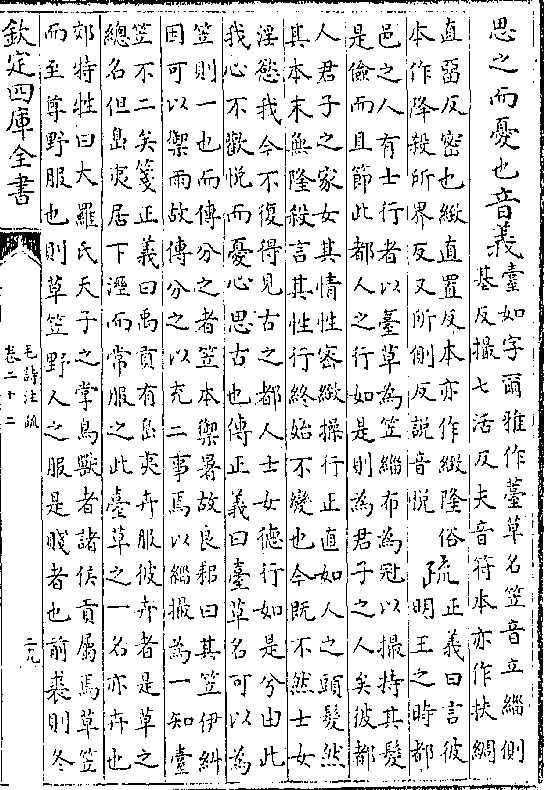 思之而憂也音義臺如字爾雅作薹草名笠音立緇側
基反撮七活反夫音符本亦作扶綢
直畱反密也緻直置反本亦作緻隆俗
本作降殺所界反又所側反説音悅
疏正義曰言彼
明王之時都
邑之人有士行者以薹草為笠緇布為冠以撮持其髮
是儉而且節此都人之行如是則為君子之人矣彼都
人君子之家女其情性密緻操行正直如人之頭髮然
其本末無隆殺言其性行終始不變也今既不然士女
淫慾我今不復得見古之都人士女德行如是兮由此
我心不歡悅而憂心思古也傳正義曰臺草名可以為
笠則一也而傳分之者笠本禦暑故良耜曰其笠伊糾
因可以禦雨故傳分之以充二事焉以緇撮為一知臺
笠不二矣箋正義曰禹貢有島夷卉服彼卉者是草之
總名但島夷居下溼而常服之此臺草之一名亦卉也
郊特牲曰大羅氏天子之掌鳥獸者諸侯貢屬焉草笠
而至尊野服也則草笠野人之服是賤者也前裘則冬
欽定四庫全書
毛詩注疏
卷二十二
二九